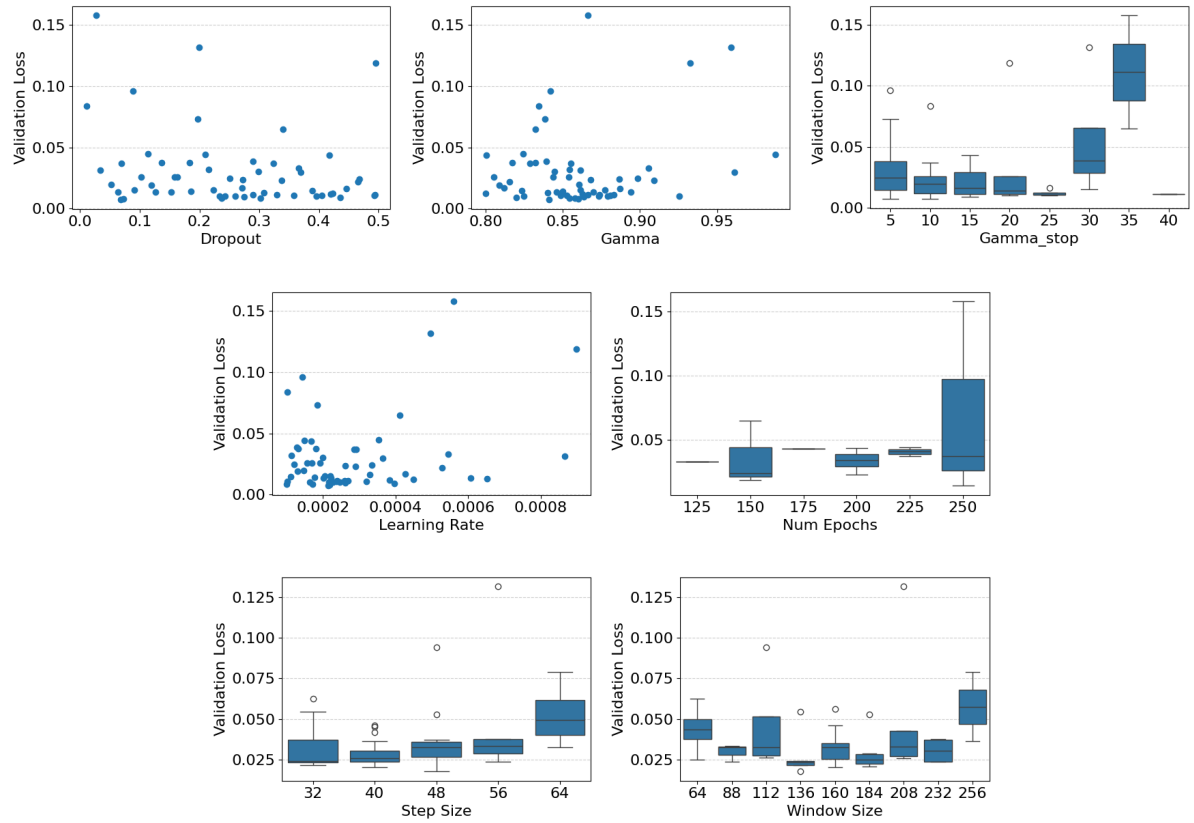 0.15
0.10
0.05
0.00
Validation Loss
0.0 0.1 0.2 0.3 0.4 0.5
Dropout
0.15
0.10
0.05
0.00
Validation Loss
0.80 0.85 0.90 0.95
Gamma
0.15
0.10
0.05
0.00
Validation Loss
5 10 15 20 25 30 35 40
Gamma_stop
0.15
0.10
0.05
0.00
Validation Loss
0.0002 0.0004 0.0006 0.0008
Learning Rate
0.15
0.10
0.05
Validation Loss
125 150 175 200 225 250
Num Epochs
0.125
0.100
0.075
0.050
0.025
Validation Loss
32 40 48 56 64
Step Size
0.125
0.100
0.075
0.050
0.025
Validation Loss
64 88 112 136 160 184 208 232 256
Window Size